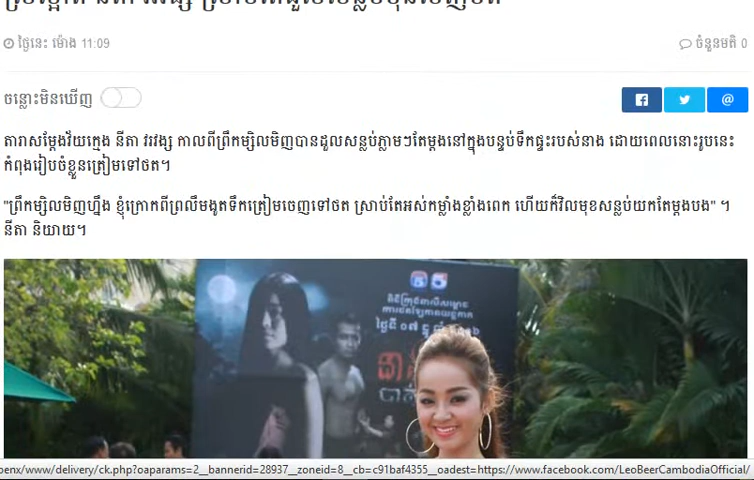 ថ្ងៃនេះ ម៉ោង 11:09
ចំនួនមតិ 0
ចន្លោះមិនឃើញ
តារាសម្តែងវ័យក្មេង នីតា វរវង្ស កាលពីព្រឹកម្សិលមិញបានដួលសន្លប់ភ្លាមៗតែម្តងនៅក្នុងបន្ទប់ទឹកផ្ទះរបស់នាង ដោយពេលនោះរូបនេះ
កំពុងរៀបចំខ្លួនត្រៀមទៅថត។
"ព្រឹកម្សិលមិញហ្នឹង ខ្ញុំក្រោកពីព្រលឹមងូតទឹកត្រៀមចេញទៅថត ស្រាប់តែអស់កម្លាំងខ្លាំងពេក ហើយក៏វិលមុខសន្លប់យកតែម្តងបង" ។
នីតា និយាយ។
penx/www/delivery/ck.php?oaparams=2__bannerid=28937__zoneid=8__cb=c91baf4355__oadest=https://www.facebook.com/LeoBeerCambodiaOfficial/